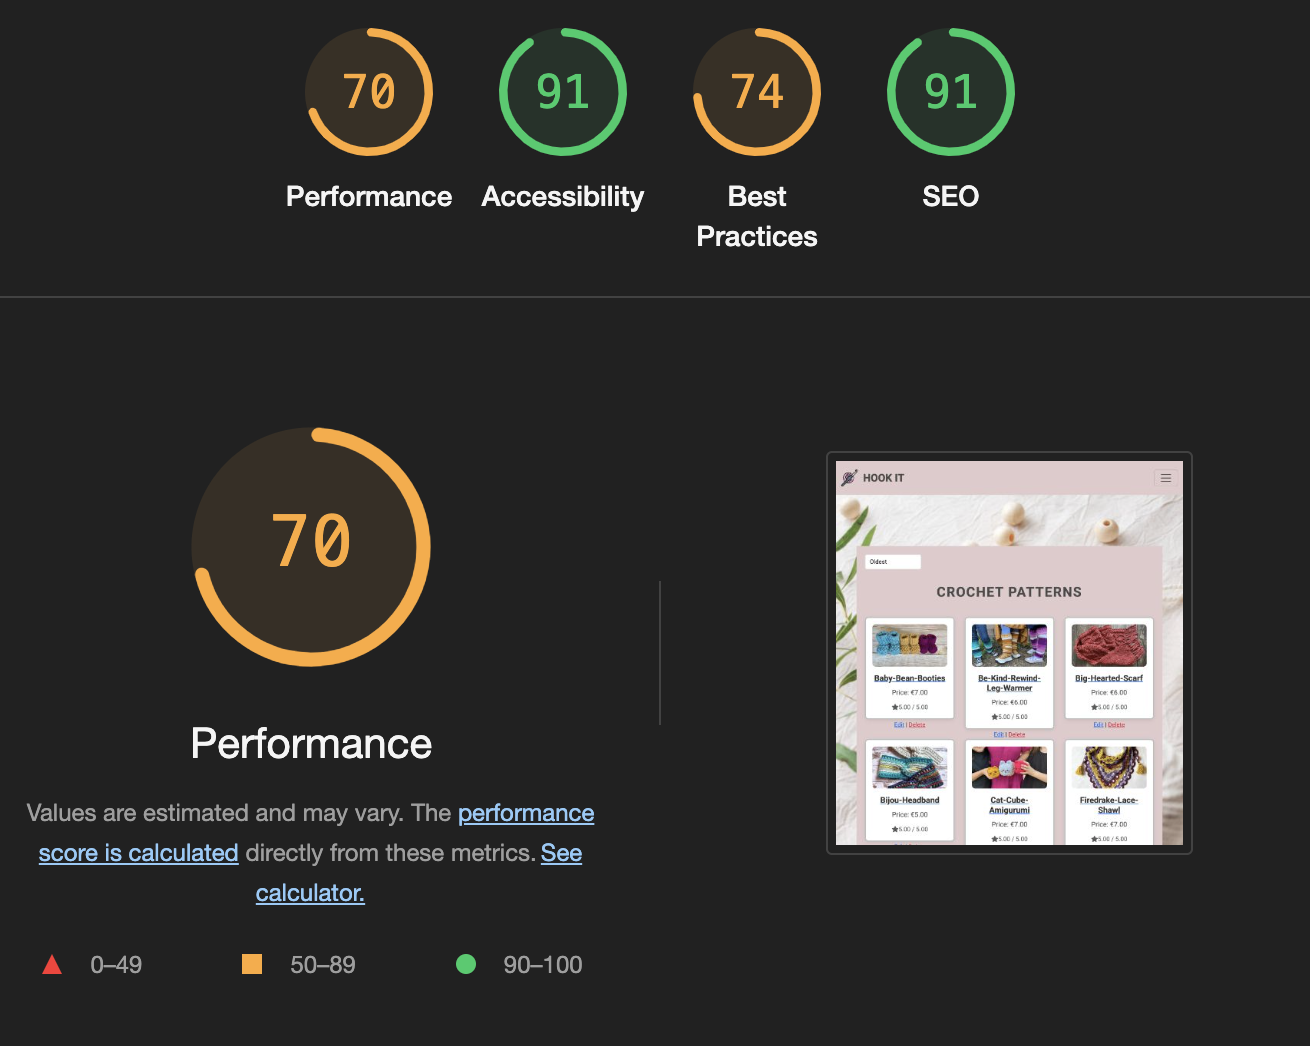 70
91
74
91
Performance
Accessibility
Best
Practices
SEO
70
Performance
Values are estimated and may vary. The performance
score is calculated directly from these metrics. See
calculator.
0–49
50–89
90–100
HOOK IT
Oldest
CROCHET PATTERNS
Baby-Bean-Booties
Price: €7.00
5.00 / 5.00
Edit | Delete
Be-Kind-Rewind-
Leg-Warmer
Price: €6.00
5.00 / 5.00
Edit | Delete
Big-Hearted-Scarf
Price: €6.00
5.00 / 5.00
Edit | Delete
Bijou-Headband
Price: €5.00
5.00 / 5.00
Cat-Cube-
Amigurumi
Price: €7.00
5.00 / 5.00
Firedrake-Lace-
Shawl
Price: €7.00
5.00 / 5.00